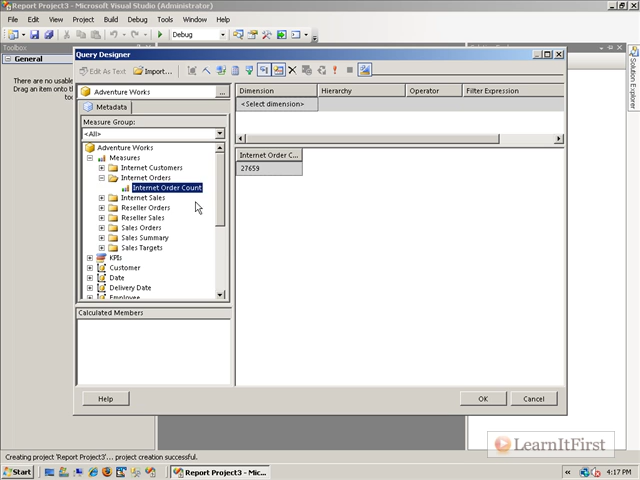 Report Project3 - Microsoft Visual Studio (Administrator)
File Edit View Project Build Debug Tools Window Help
Debug
Toolbox
General
There are no usable
Drag an item onto
Solution Explorer
Query Designer
Edit As Text Import...
Adventure Works ...
Metadata
Measure Group:
<All>
Adventure Works
Measures
Internet Customers
Internet Orders
Internet Order Count
Internet Sales
Reseller Orders
Reseller Sales
Sales Orders
Sales Summary
Sales Targets
KPIs
Customer
Date
Delivery Date
Employee
Calculated Members
Dimension Hierarchy Operator Filter Expression
<Select dimension>
Internet Order C...
27659
Help OK Cancel
LearnItFirst
Creating project 'Report Project3'... project creation successful.
Start Report Project3 - Mic... 4:17 PM